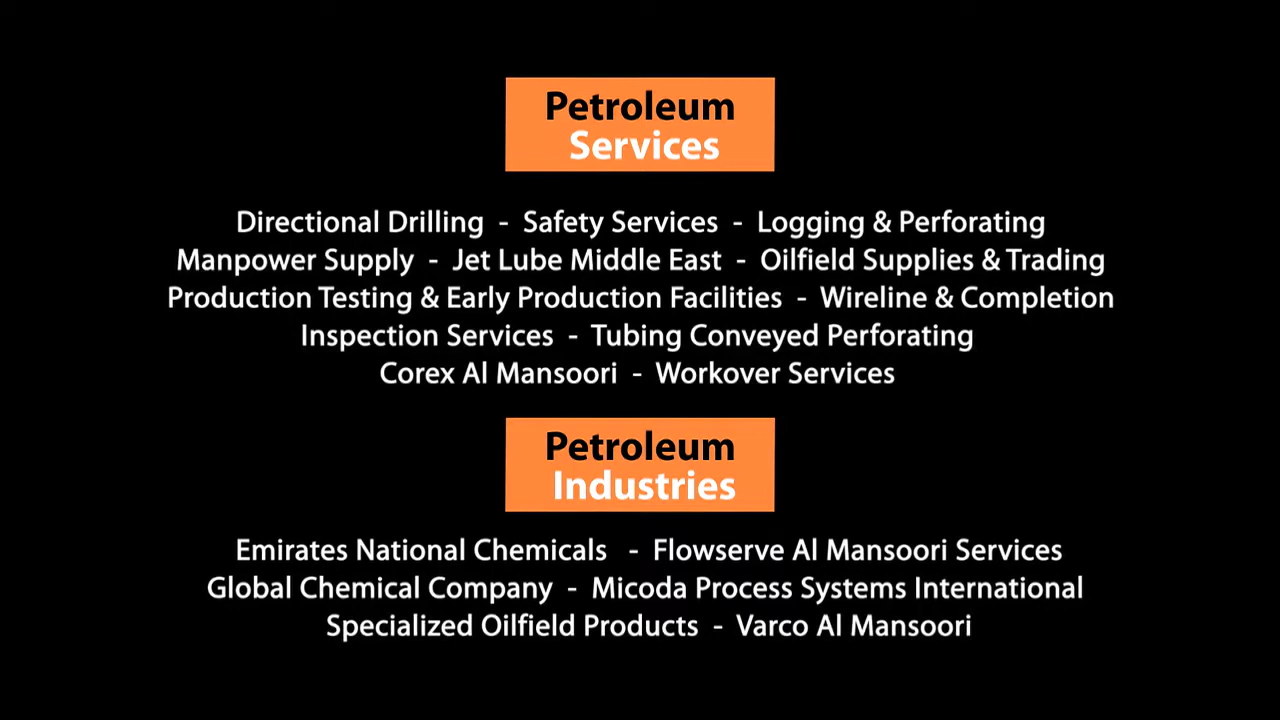 Petroleum
Services
Directional Drilling - Safety Services - Logging & Perforating
Manpower Supply - Jet Lube Middle East - Oilfield Supplies & Trading
Production Testing & Early Production Facilities - Wireline & Completion
Inspection Services - Tubing Conveyed Perforating
Corex Al Mansoori - Workover Services
Petroleum
Industries
Emirates National Chemicals - Flowserve Al Mansoori Services
Global Chemical Company - Micoda Process Systems International
Specialized Oilfield Products - Varco Al Mansoori